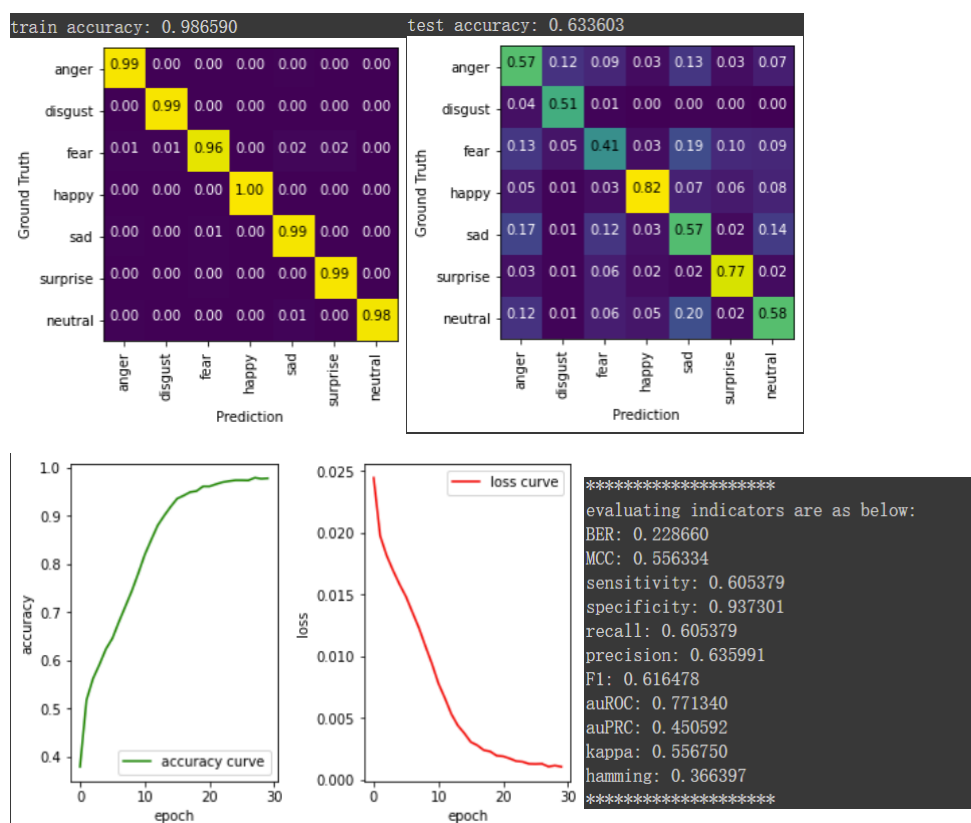 train accuracy: 0.986590
anger 0.99 0.00 0.00 0.00 0.00 0.00 0.00
disgust 0.00 0.99 0.00 0.00 0.00 0.00 0.00
fear 0.01 0.01 0.96 0.00 0.02 0.02 0.00
happy 0.00 0.00 0.00 1.00 0.00 0.00 0.00
sad 0.00 0.00 0.01 0.00 0.99 0.00 0.00
surprise 0.00 0.00 0.00 0.00 0.00 0.99 0.00
neutral 0.00 0.00 0.00 0.00 0.01 0.00 0.98
Ground Truth
anger disgust fear happy sad surprise neutral
Prediction
test accuracy: 0.633603
anger 0.57 0.12 0.09 0.03 0.13 0.03 0.07
disgust 0.04 0.51 0.01 0.00 0.00 0.00 0.00
fear 0.13 0.05 0.41 0.03 0.19 0.10 0.09
happy 0.05 0.01 0.03 0.82 0.07 0.06 0.08
sad 0.17 0.01 0.12 0.03 0.57 0.02 0.14
surprise 0.03 0.01 0.06 0.02 0.02 0.77 0.02
neutral 0.12 0.01 0.06 0.05 0.20 0.02 0.58
Ground Truth
anger disgust fear happy sad surprise neutral
Prediction
1.0
0.9
0.8
0.7
0.6
0.5
0.4
accuracy
accuracy curve
0 10 20 30
epoch
0.025
0.020
0.015
0.010
0.005
0.000
loss
loss curve
0 10 20 30
epoch
********************
evaluating indicators are as below:
BER: 0.228660
MCC: 0.556334
sensitivity: 0.605379
specificity: 0.937301
recall: 0.605379
precision: 0.635991
F1: 0.616478
auROC: 0.771340
auPRC: 0.450592
kappa: 0.556750
hamming: 0.366397
********************